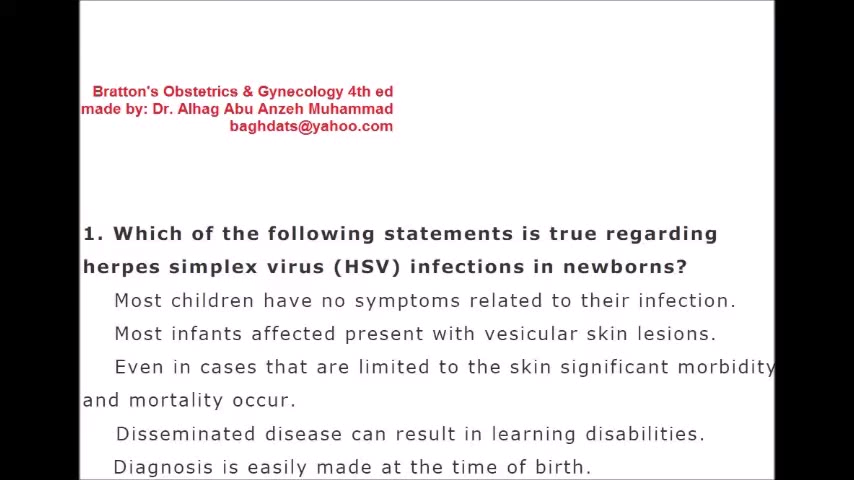 Bratton's Obstetrics & Gynecology 4th ed
made by: Dr. Alhag Abu Anzeh Muhammad
baghdats@yahoo.com
1. Which of the following statements is true regarding
herpes simplex virus (HSV) infections in newborns?
Most children have no symptoms related to their infection.
Most infants affected present with vesicular skin lesions.
Even in cases that are limited to the skin significant morbidity
and mortality occur.
Disseminated disease can result in learning disabilities.
Diagnosis is easily made at the time of birth.